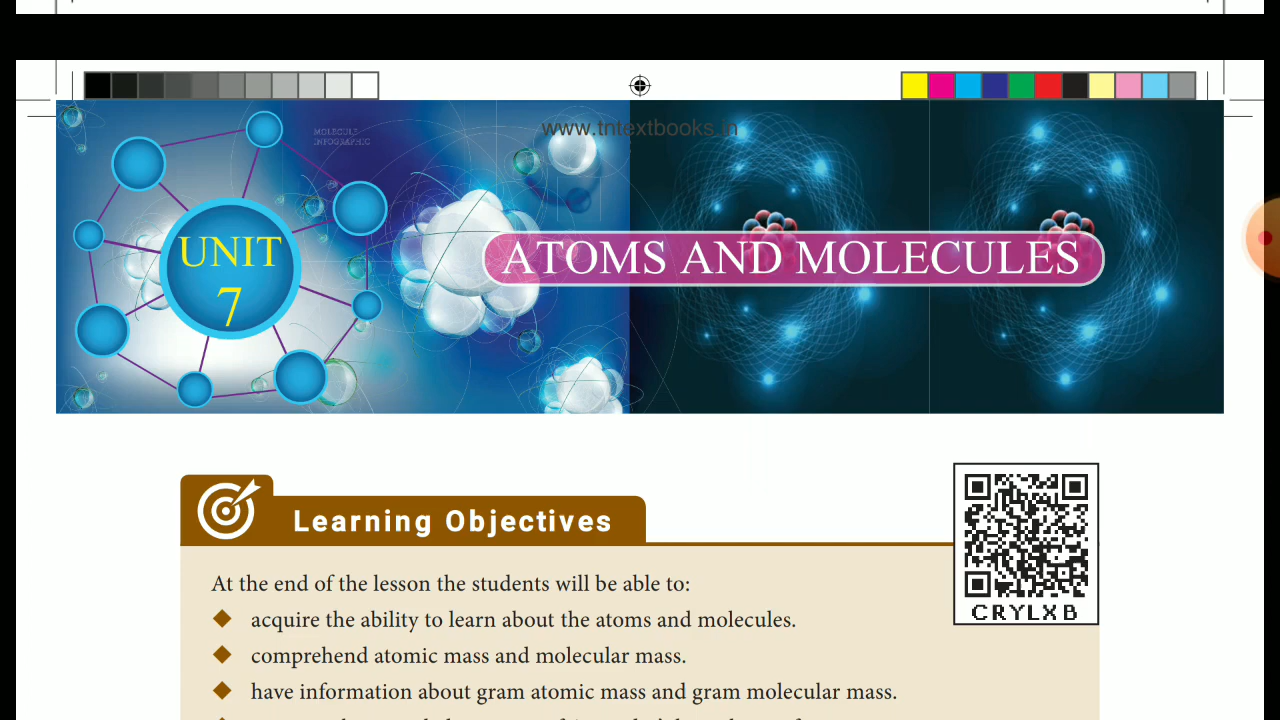 MOLECULE
INFOGRAPHIC
www.tntextbooks.in
UNIT
7
ATOMS AND MOLECULES
Learning Objectives
CRYLXB
At the end of the lesson the students will be able to:
acquire the ability to learn about the atoms and molecules.
comprehend atomic mass and molecular mass.
have information about gram atomic mass and gram molecular mass.